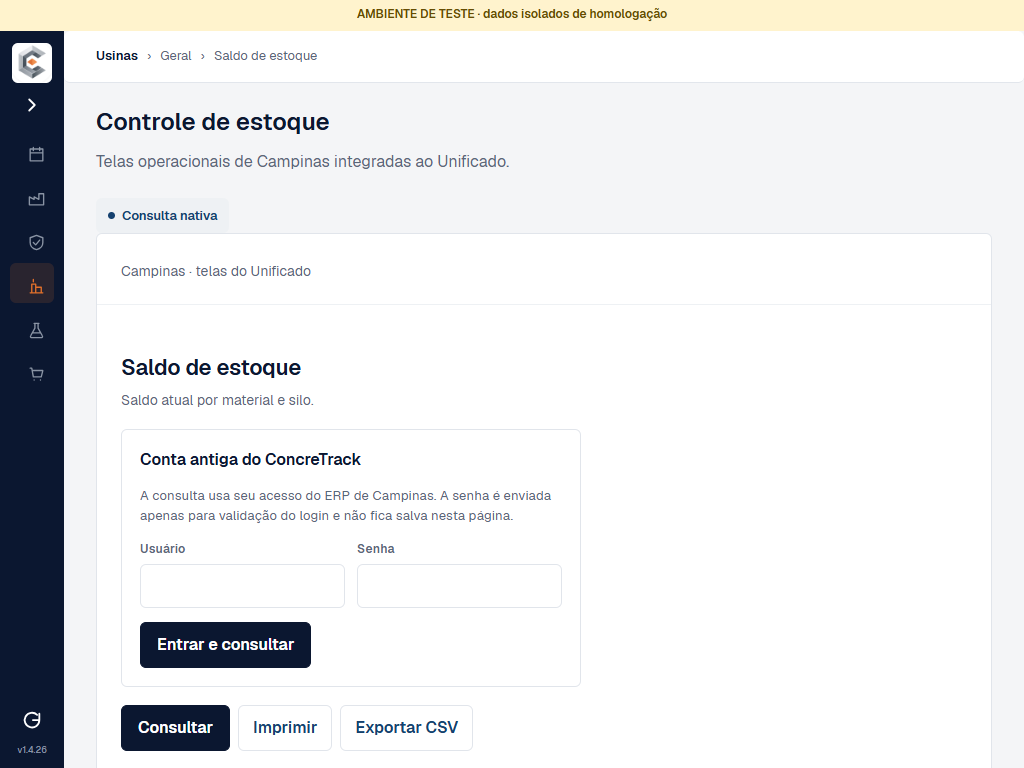 AMBIENTE DE TESTE · dados isolados de homologação
Usinas › Geral › Saldo de estoque
Controle de estoque
Telas operacionais de Campinas integradas ao Unificado.
Consulta nativa
Campinas · telas do Unificado
Saldo de estoque
Saldo atual por material e silo.
Conta antiga do ConcreTrack
A consulta usa seu acesso do ERP de Campinas. A senha é enviada
apenas para validação do login e não fica salva nesta página.
Usuário Senha
Entrar e consultar
Consultar Imprimir Exportar CSV
v1.4.26